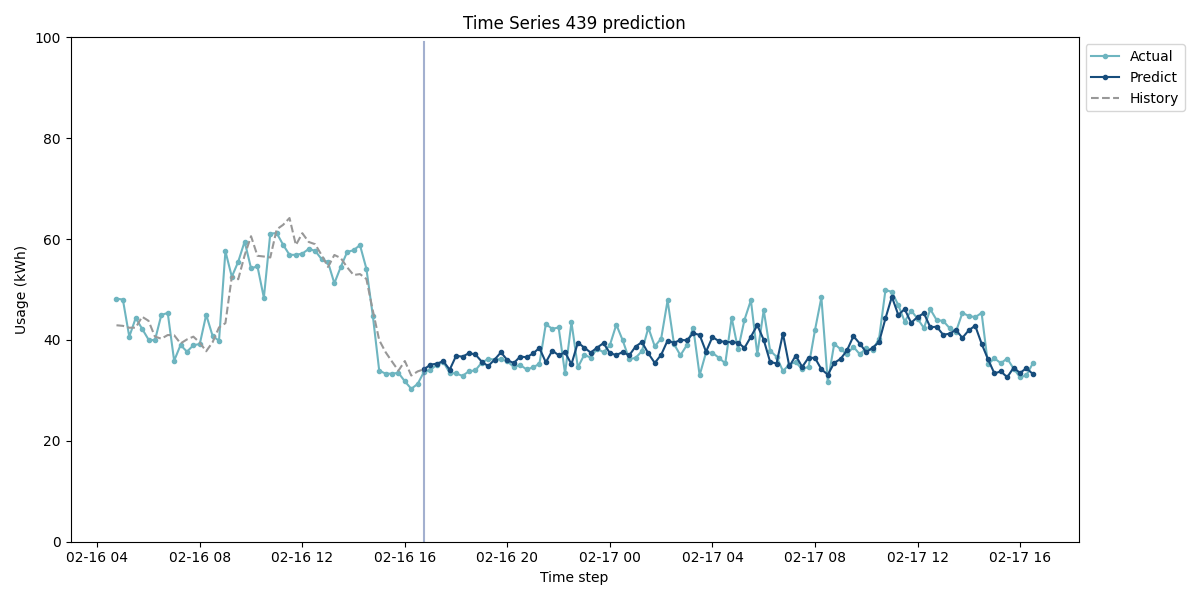 Time Series 439 prediction
100
80
60
40
20
0
Usage (kWh)
02-16 04
02-16 08
02-16 12
02-16 16
02-16 20
02-17 00
02-17 04
02-17 08
02-17 12
02-17 16
Time step
Actual
Predict
History